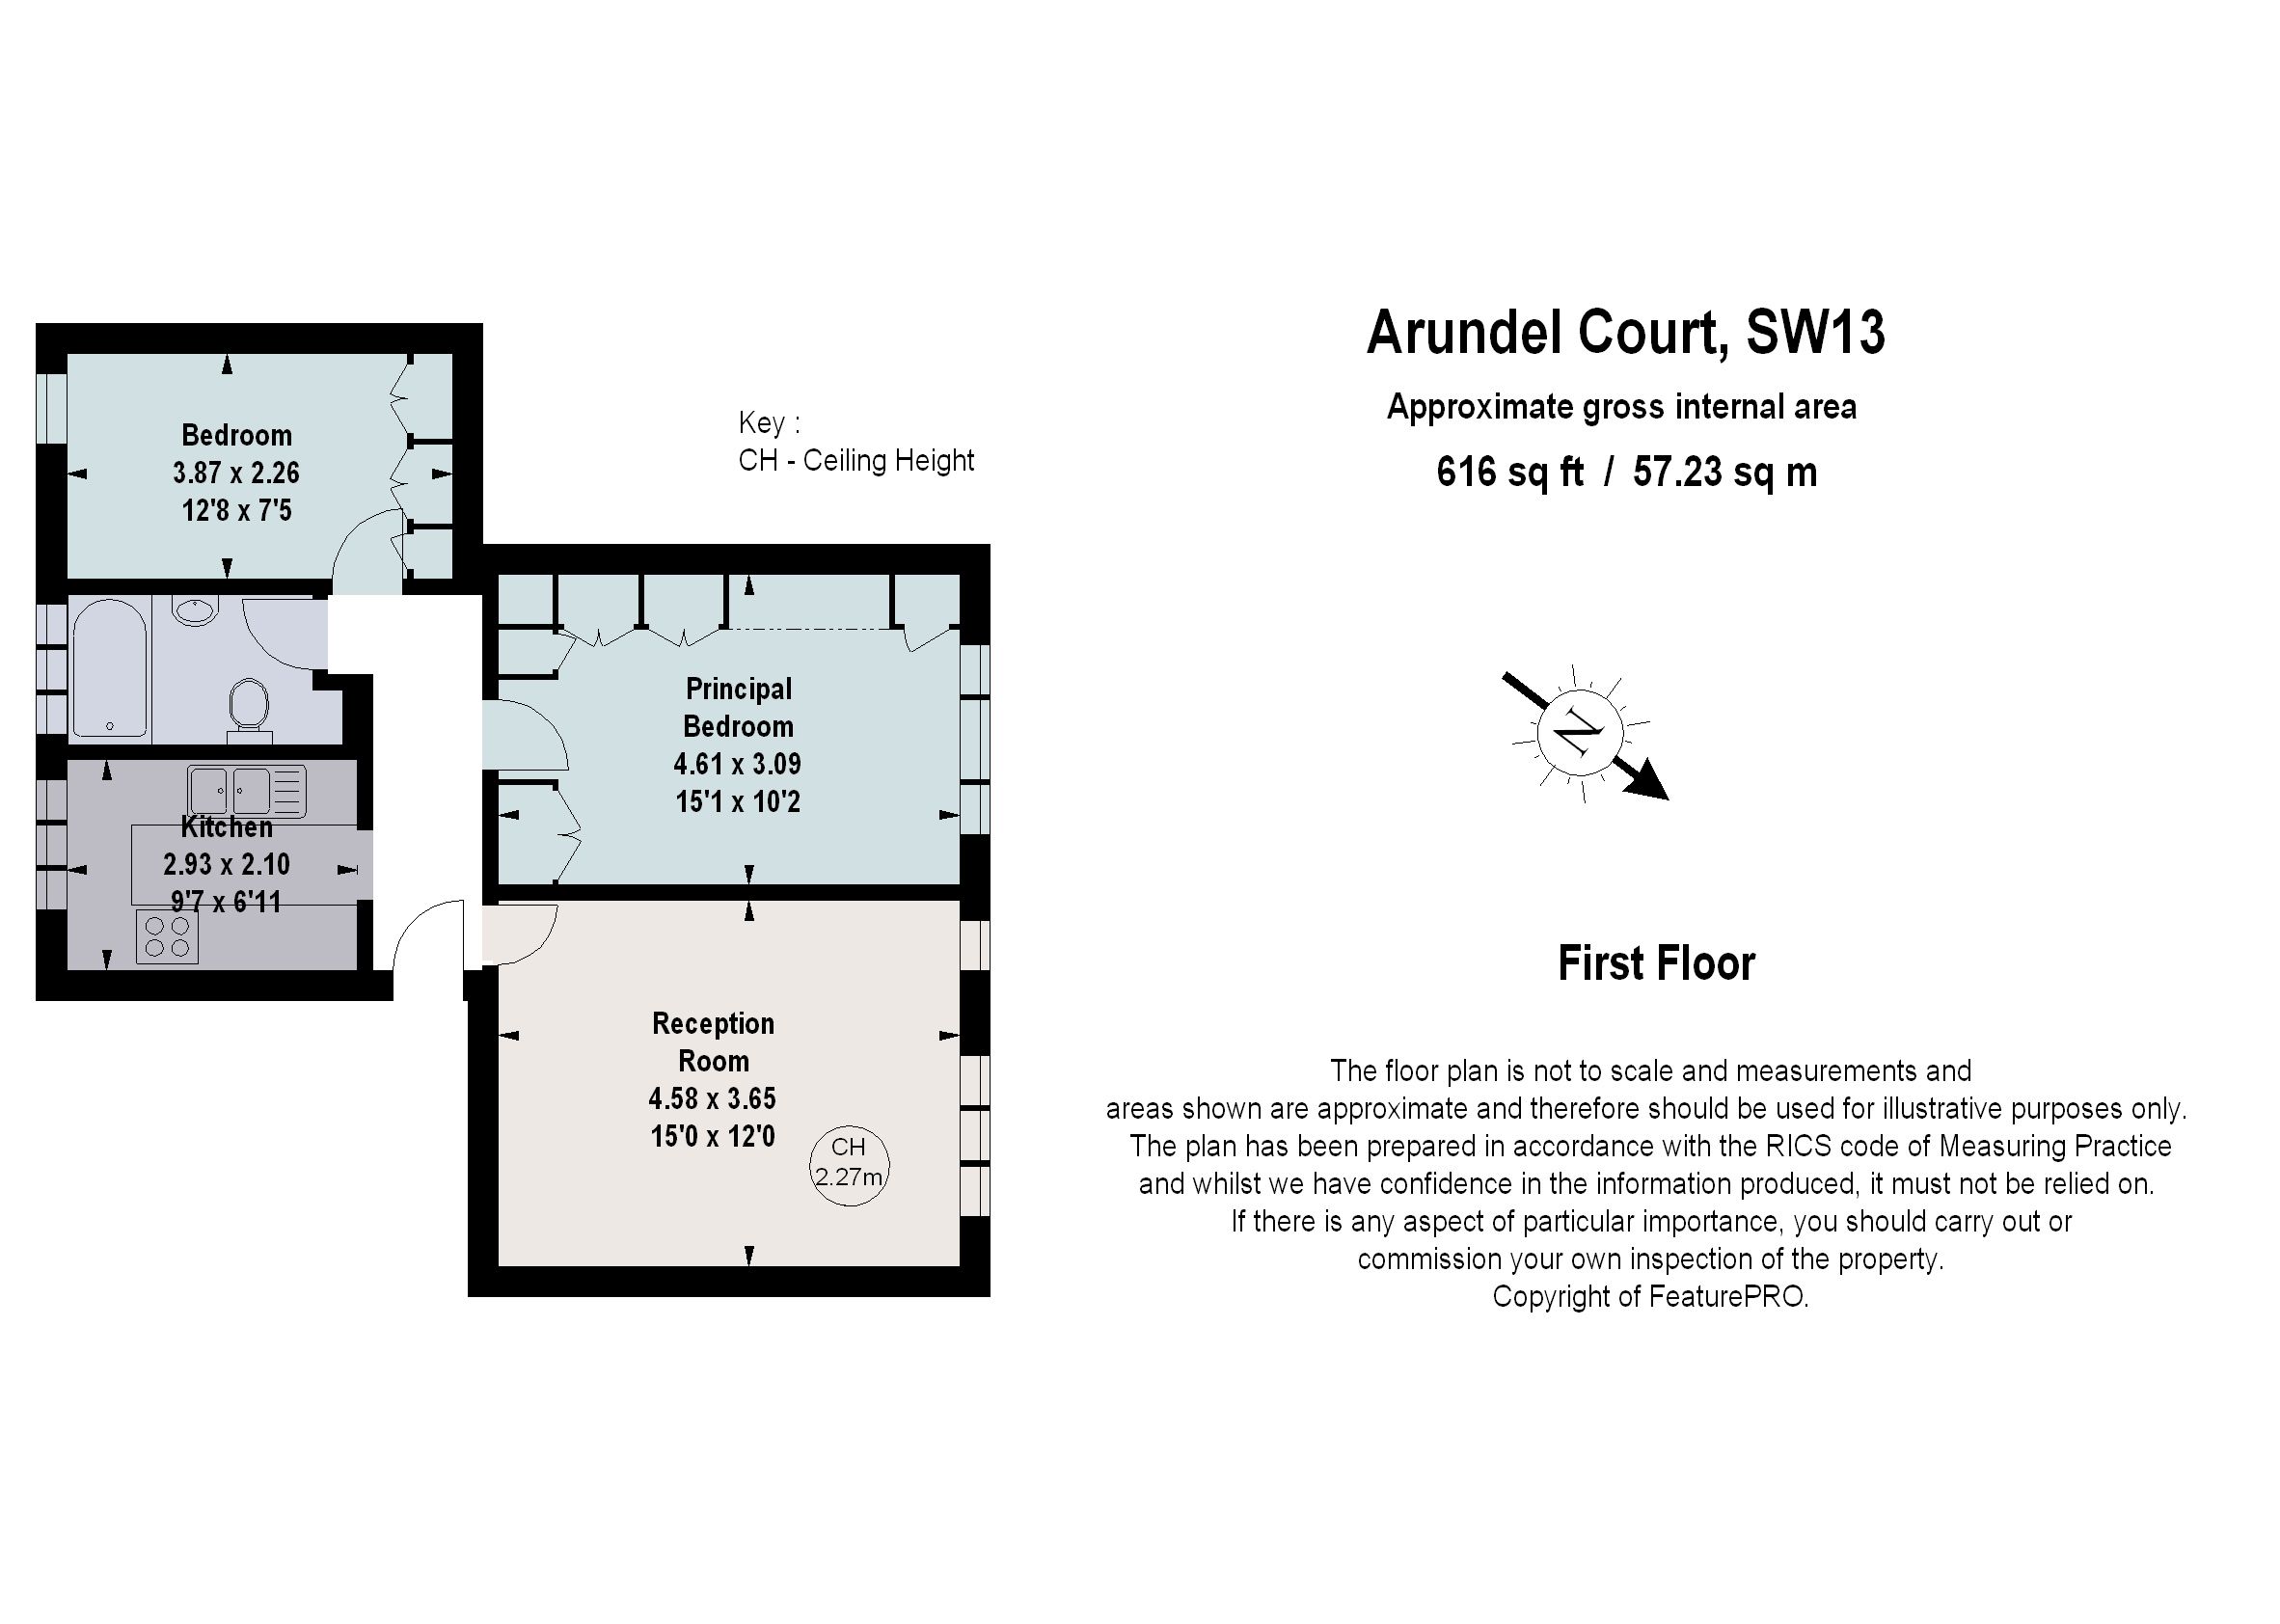 Arundel Court, SW13
Approximate gross internal area
616 sq ft / 57.23 sq m
Key :
CH - Ceiling Height
Bedroom
3.87 x 2.26
12'8 x 7'5
Principal
Bedroom
4.61 x 3.09
15'1 x 10'2
Kitchen
2.93 x 2.10
9'7 x 6'11
Reception
Room
4.58 x 3.65
15'0 x 12'0
CH
2.27m
N
First Floor
The floor plan is not to scale and measurements and
areas shown are approximate and therefore should be used for illustrative purposes only.
The plan has been prepared in accordance with the RICS code of Measuring Practice
and whilst we have confidence in the information produced, it must not be relied on.
If there is any aspect of particular importance, you should carry out or
commission your own inspection of the property.
Copyright of FeaturePRO.